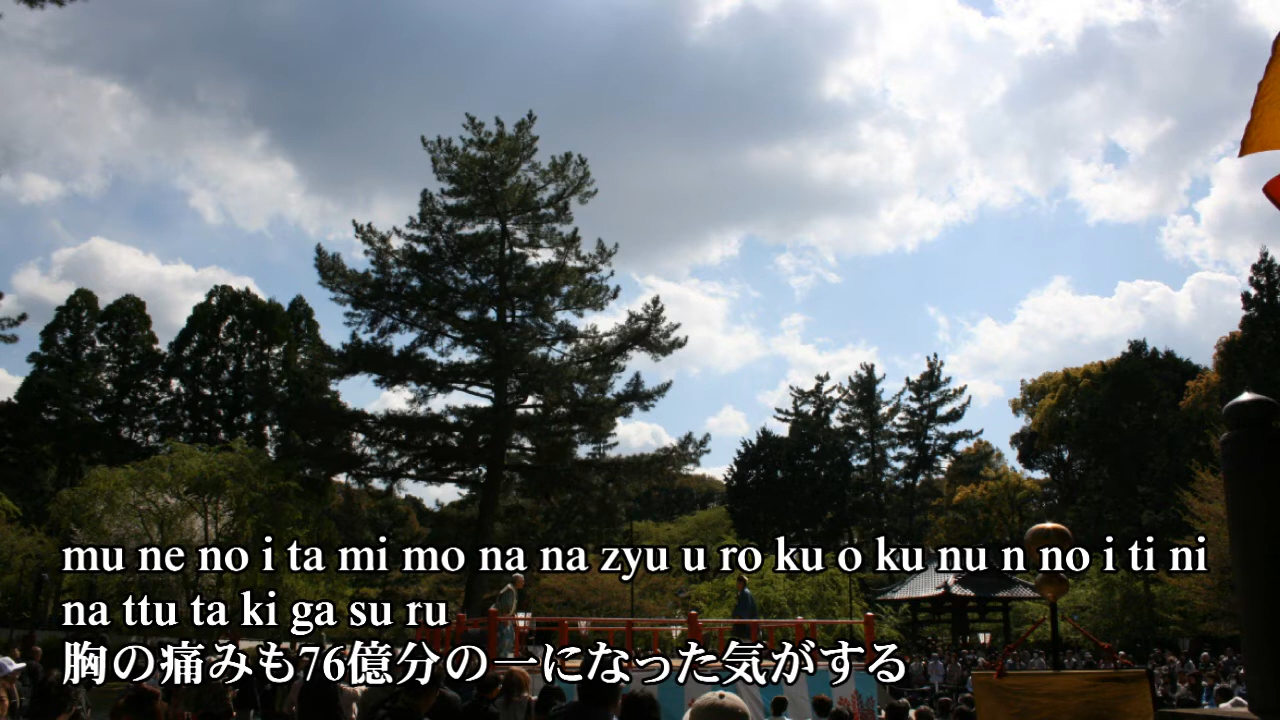 mu ne no i ta mi mo na na zyu u ro ku o ku nu n no i ti ni
na ttu ta ki ga su ru
胸の痛みも76億分の一になった気がする